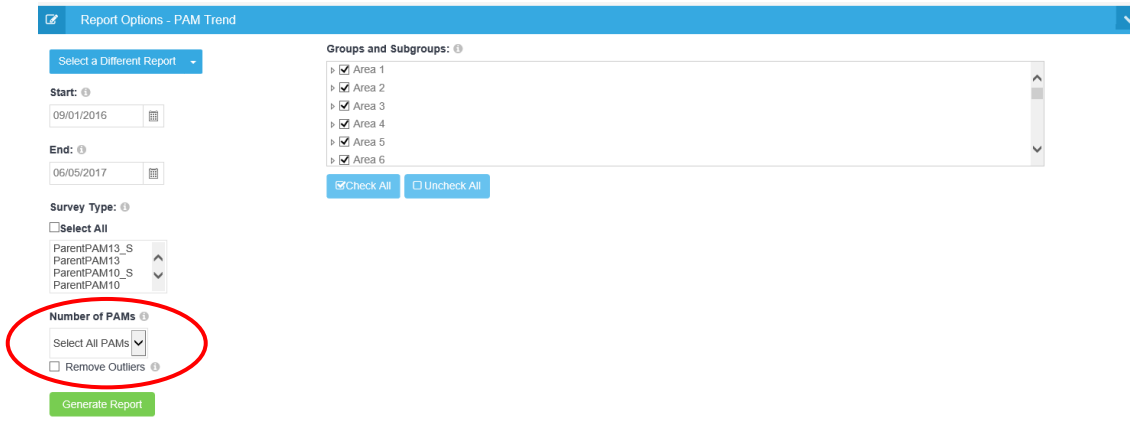 Report Options - PAM Trend
Select a Different Report
Start:
09/01/2016
End:
06/05/2017
Survey Type:
Select All
ParentPAM13_S
ParentPAM13
ParentPAM10_S
ParentPAM10
Number of PAMs
Select All PAMs
Remove Outliers
Generate Report
Groups and Subgroups:
Area 1
Area 2
Area 3
Area 4
Area 5
Area 6
Check All Uncheck All